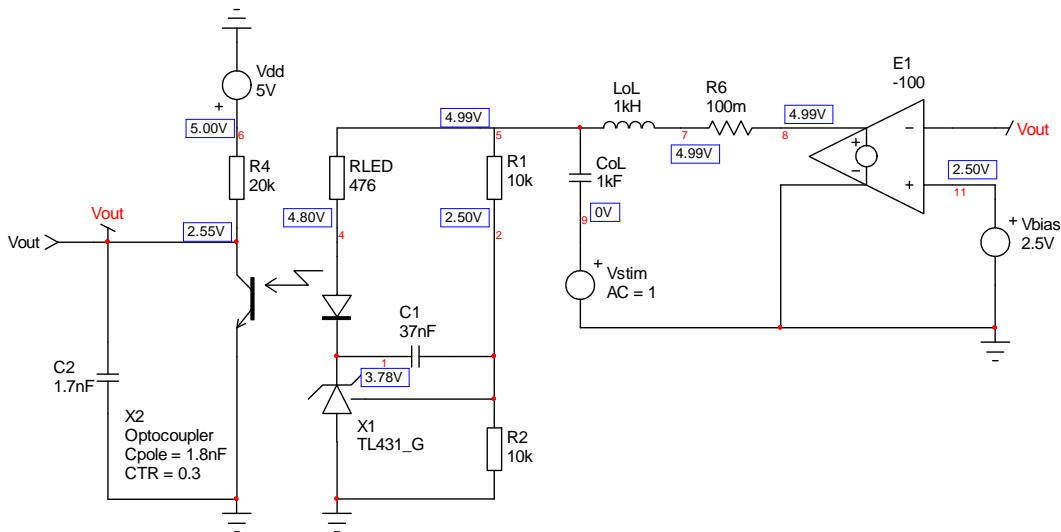 Vdd
5V
+
5.00V
6
R4
20k
Vout
Vout
2.55V
C2
1.7nF
X2
Optocoupler
Cpole = 1.8nF
CTR = 0.3
RLED
476
4.80V
4
4.99V
5
R1
10k
2.50V
2
C1
37nF
1
3.78V
X1
TL431_G
R2
10k
LoL
1kH
7
4.99V
R6
100m
4.99V
8
CoL
1kF
0V
9
+
Vstim
AC = 1
E1
-100
+
−
−
+
Vout
2.50V
11
+
Vbias
2.5V